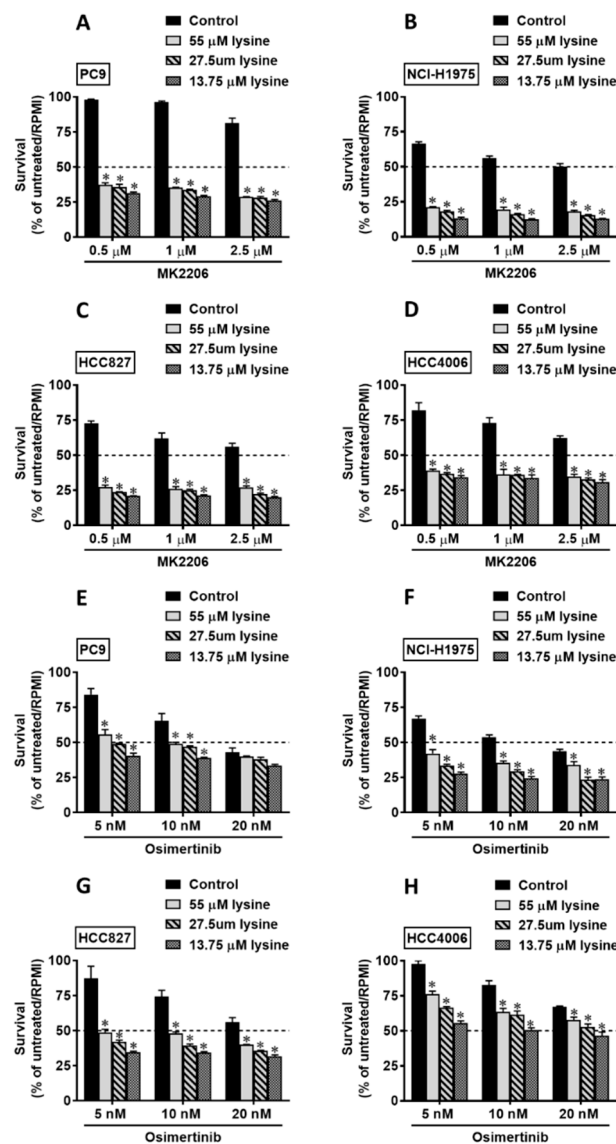 A
Control
55 μM lysine
27.5um lysine
13.75 μM lysine
PC9
Survival
(% of untreated/RPMI)
100
75
50
25
0
* * * * * * * * *
0.5 μM 1 μM 2.5 μM
MK2206
B
Control
55 μM lysine
27.5um lysine
13.75 μM lysine
NCI-H1975
Survival
(% of untreated/RPMI)
100
75
50
25
0
* * * * * * * * *
0.5 μM 1 μM 2.5 μM
MK2206
C
Control
55 μM lysine
27.5um lysine
13.75 μM lysine
HCC827
Survival
(% of untreated/RPMI)
100
75
50
25
0
* * * * * * * * *
0.5 μM 1 μM 2.5 μM
MK2206
D
Control
55 μM lysine
27.5um lysine
13.75 μM lysine
HCC4006
Survival
(% of untreated/RPMI)
100
75
50
25
0
* * * * * * * * *
0.5 μM 1 μM 2.5 μM
MK2206
E
Control
55 μM lysine
27.5um lysine
13.75 μM lysine
PC9
Survival
(% of untreated/RPMI)
100
75
50
25
0
* * * * * *
5 nM 10 nM 20 nM
Osimertinib
F
Control
55 μM lysine
27.5um lysine
13.75 μM lysine
NCI-H1975
Survival
(% of untreated/RPMI)
100
75
50
25
0
* * * * * * * * *
5 nM 10 nM 20 nM
Osimertinib
G
Control
55 μM lysine
27.5um lysine
13.75 μM lysine
HCC827
Survival
(% of untreated/RPMI)
100
75
50
25
0
* * * * * * * * *
5 nM 10 nM 20 nM
Osimertinib
H
Control
55 μM lysine
27.5um lysine
13.75 μM lysine
HCC4006
Survival
(% of untreated/RPMI)
100
75
50
25
0
* * * * * * * * *
5 nM 10 nM 20 nM
Osimertinib